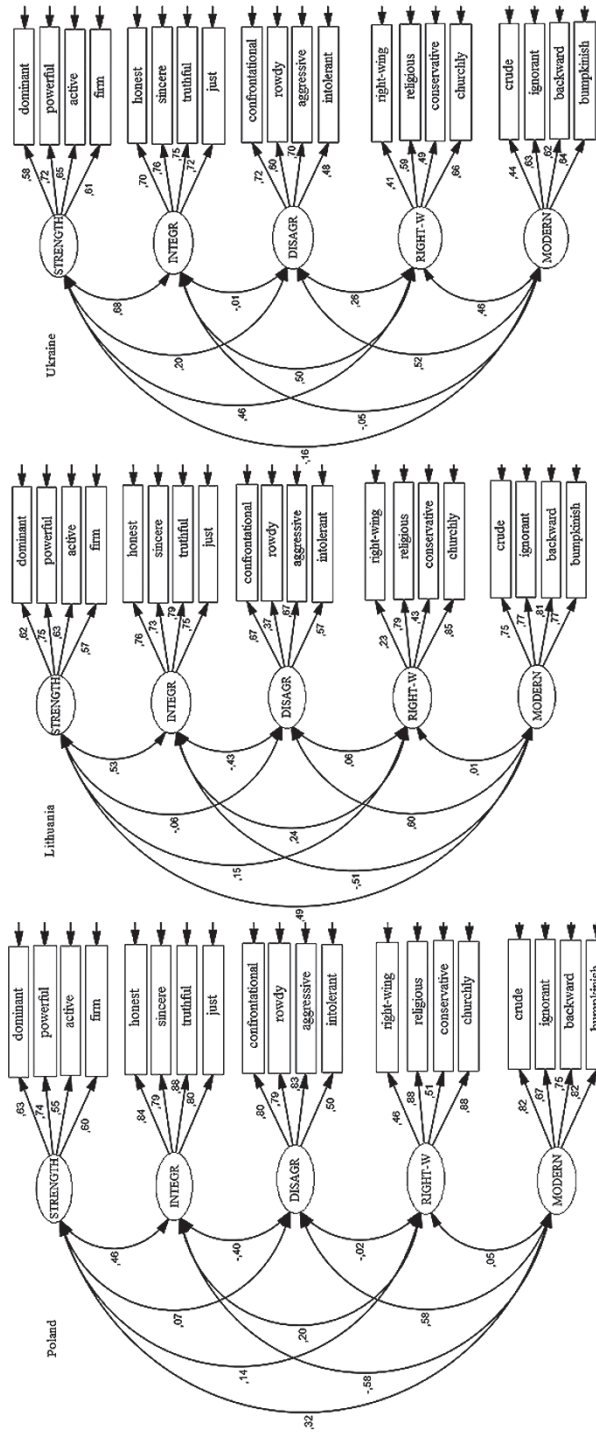 Ukraine
STRENGTH
dominant
powerful
active
firm
,58
,72
,65
,61
INTEGR
honest
sincere
truthful
just
,70
,76
,75
,72
DISAGR
confrontational
rowdy
aggressive
intolerant
,72
,60
,70
,48
RIGHT-W
right-wing
religious
conservative
churchly
,41
,59
,49
,66
MODERN
crude
ignorant
backward
bumpkinish
,44
,63
,62
,64
,68
-,01
,26
,46
,20
,50
,52
,46
-,05
-,16
Lithuania
STRENGTH
dominant
powerful
active
firm
,62
,75
,63
,57
INTEGR
honest
sincere
truthful
just
,76
,73
,79
,75
DISAGR
confrontational
rowdy
aggressive
intolerant
,67
,37
,67
,57
RIGHT-W
right-wing
religious
conservative
churchly
,23
,79
,43
,85
MODERN
crude
ignorant
backward
bumpkinish
,75
,77
,81
,77
,53
-,43
,06
,01
-,06
,24
,60
,15
-,51
,49
Poland
STRENGTH
dominant
powerful
active
firm
,63
,74
,55
,60
INTEGR
honest
sincere
truthful
just
,84
,79
,88
,80
DISAGR
confrontational
rowdy
aggressive
intolerant
,80
,79
,83
,50
RIGHT-W
right-wing
religious
conservative
churchly
,46
,88
,51
,88
MODERN
crude
ignorant
backward
bumpkinish
,82
,67
,75
,82
,46
-,40
-,02
,05
,07
,20
,58
,14
-,58
,32